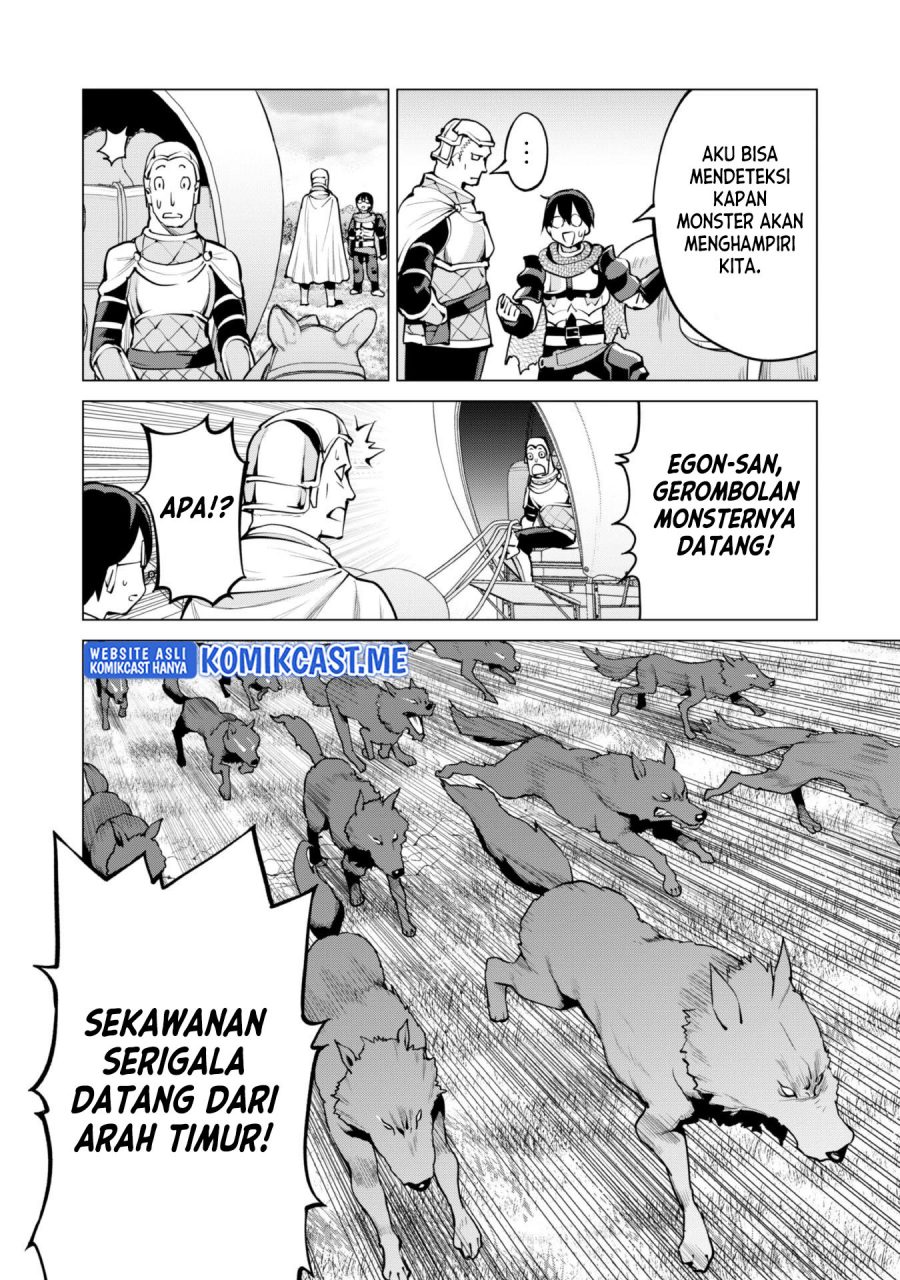 AKU BISA
MENDETEKSI
KAPAN
MONSTER AKAN
MENGHAMPIRI
KITA.
...
EGON-SAN,
GEROMBOLAN
MONSTERNYA
DATANG!
APA!?
WEBSITE ASLI
KOMIKCAST HANYA
KOMIKCAST.ME
SEKAWANAN
SERIGALA
DATANG DARI
ARAH TIMUR!